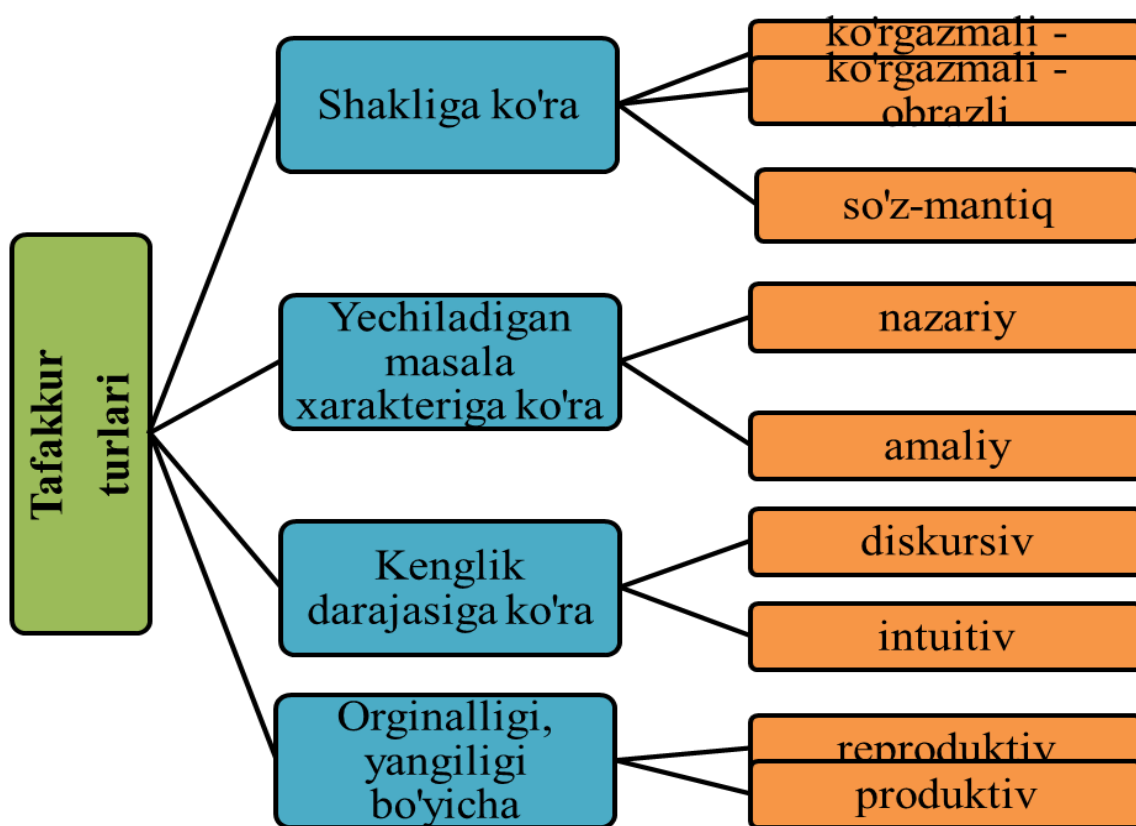 Tafakkur
turlari
Shakliga ko'ra
ko'rgazmali -
ko'rgazmali -
obrazli
so'z-mantiq
Yechiladigan
masala
xarakteriga ko'ra
nazariy
amaliy
Kenglik
darajasiga ko'ra
diskursiv
intuitiv
Orginalligi,
yangiligi
bo'yicha
reproduktiv
produktiv